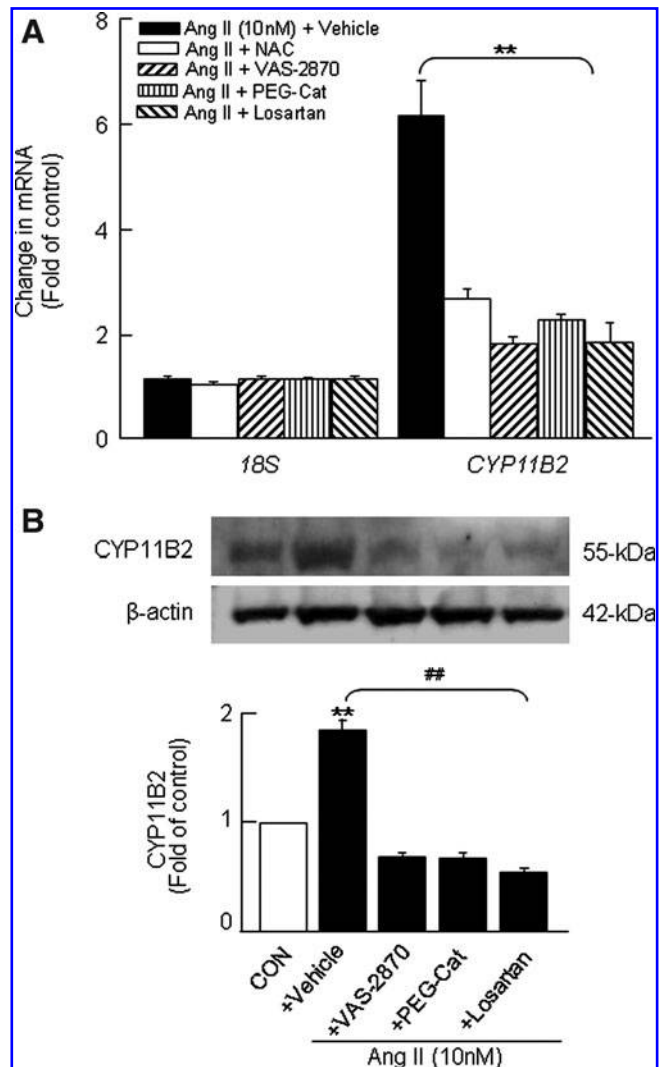 A
8
6
4
2
0
Change in mRNA
(Fold of control)
Ang II (10nM) + Vehicle
Ang II + NAC
Ang II + VAS-2870
Ang II + PEG-Cat
Ang II + Losartan
**
18S
CYP11B2
B
CYP11B2
55-kDa
β-actin
42-kDa
##
**
2
1
0
CYP11B2
(Fold of control)
CON
+Vehicle
+VAS-2870
+PEG-Cat
+Losartan
Ang II (10nM)